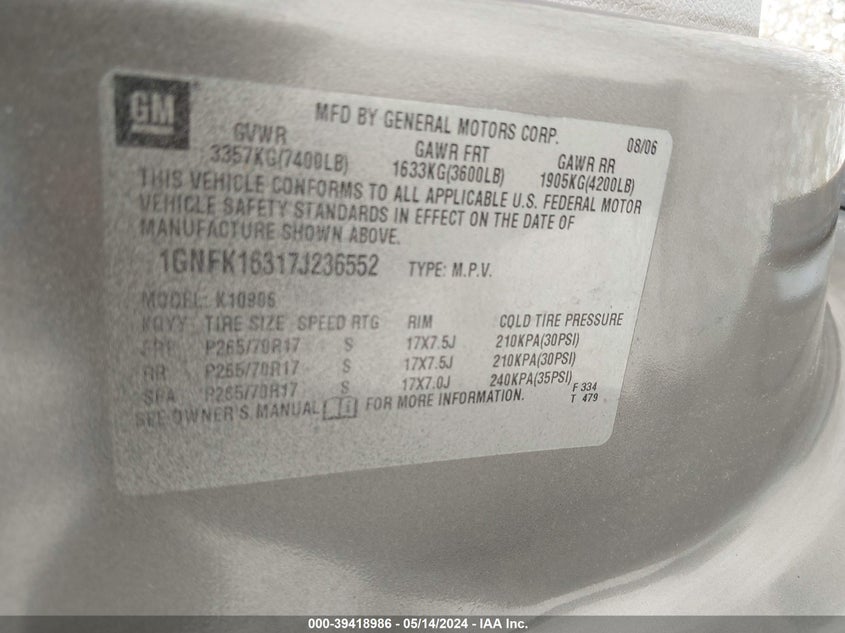 GM
MFD BY GENERAL MOTORS CORP. 08/06
GVWR GAWR FRT GAWR RR
3357KG(7400LB) 1633KG(3600LB) 1905KG(4200LB)
THIS VEHICLE CONFORMS TO ALL APPLICABLE U.S. FEDERAL MOTOR
VEHICLE SAFETY STANDARDS IN EFFECT ON THE DATE OF
MANUFACTURE SHOWN ABOVE.
1GNFK16317J236552 TYPE: M.P.V.
MODEL: K10906
TIRE SIZE SPEED RTG RIM COLD TIRE PRESSURE
FRT P265/70R17 S 17X7.5J 210KPA(30PSI)
RR P265/70R17 S 17X7.5J 210KPA(30PSI)
SPA P265/70R17 S 17X7.0J 240KPA(35PSI)
SEE OWNER'S MANUAL FOR MORE INFORMATION.
F 334
T 479
000-39418986 - 05/14/2024 - IAA Inc.